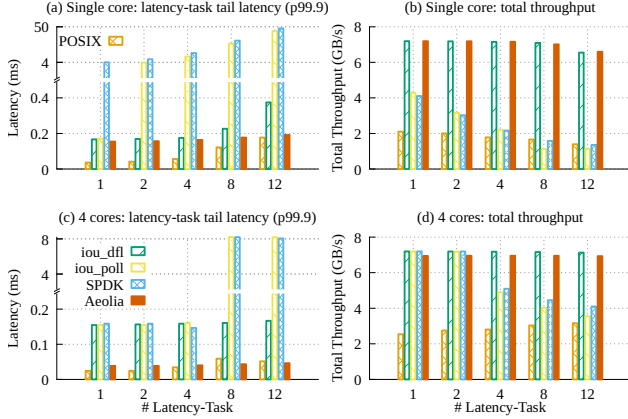 (a) Single core: latency-task tail latency (p99.9)
50
4
0.4
0.2
0
Latency (ms)
POSIX
1 2 4 8 12
(b) Single core: total throughput
8
6
4
2
0
Total Throughput (GB/s)
1 2 4 8 12
(c) 4 cores: latency-task tail latency (p99.9)
8
4
0.2
0.1
0
Latency (ms)
iou_dfl
iou_poll
SPDK
Aeolia
1 2 4 8 12
# Latency-Task
(d) 4 cores: total throughput
8
6
4
2
0
Total Throughput (GB/s)
1 2 4 8 12
# Latency-Task